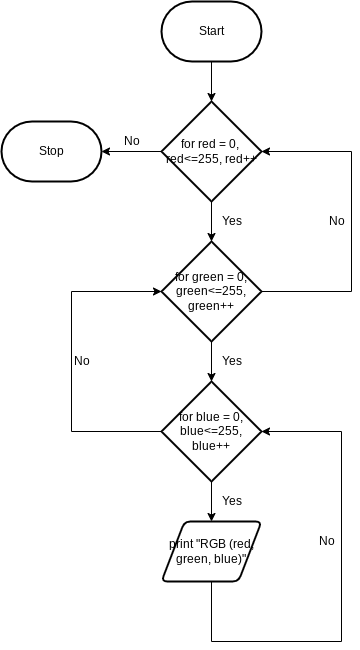 Start
No
Stop
for red = 0,
red<=255, red++
Yes
No
for green = 0,
green<=255,
green++
No
Yes
for blue = 0,
blue<=255,
blue++
Yes
No
print "RGB (red,
green, blue)"